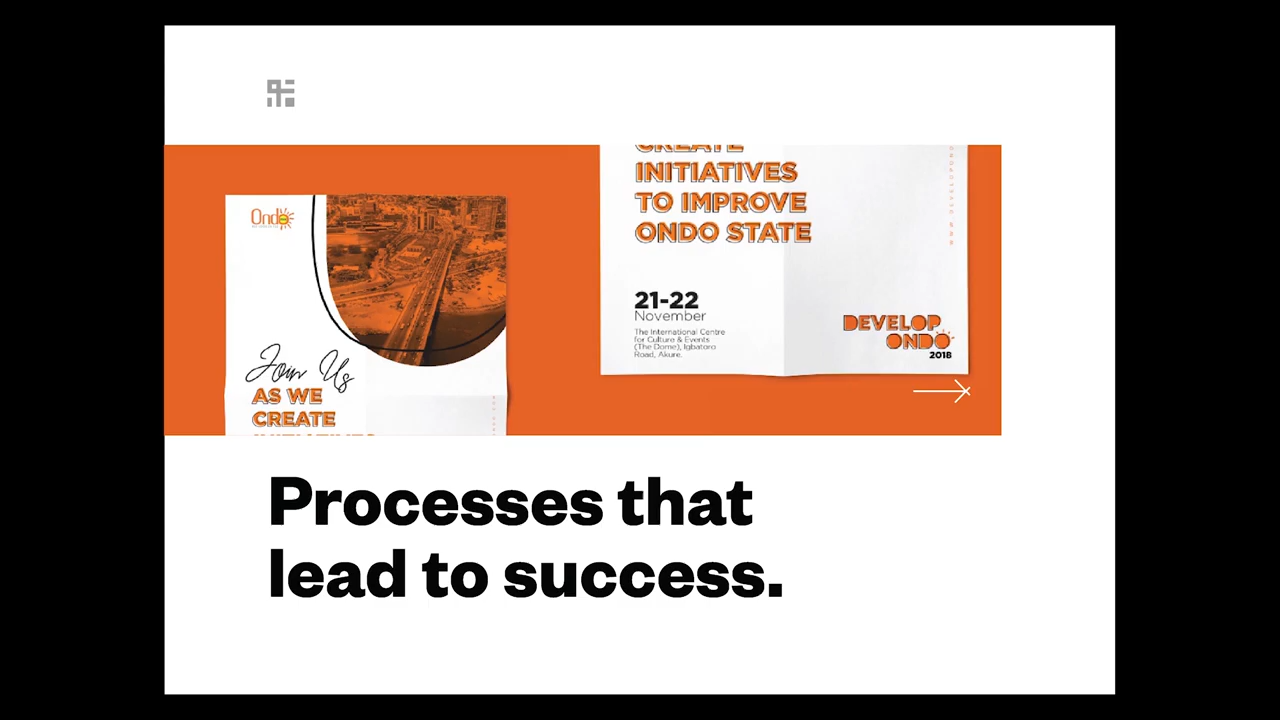 Ondo
Join Us
AS WE
CREATE
CREATE
INITIATIVES
TO IMPROVE
ONDO STATE
21-22
November
The International Centre
for Culture & Events
(The Dome), Igbatoro
Road, Akure.
DEVELOP
ONDO
2018
Processes that
lead to success.